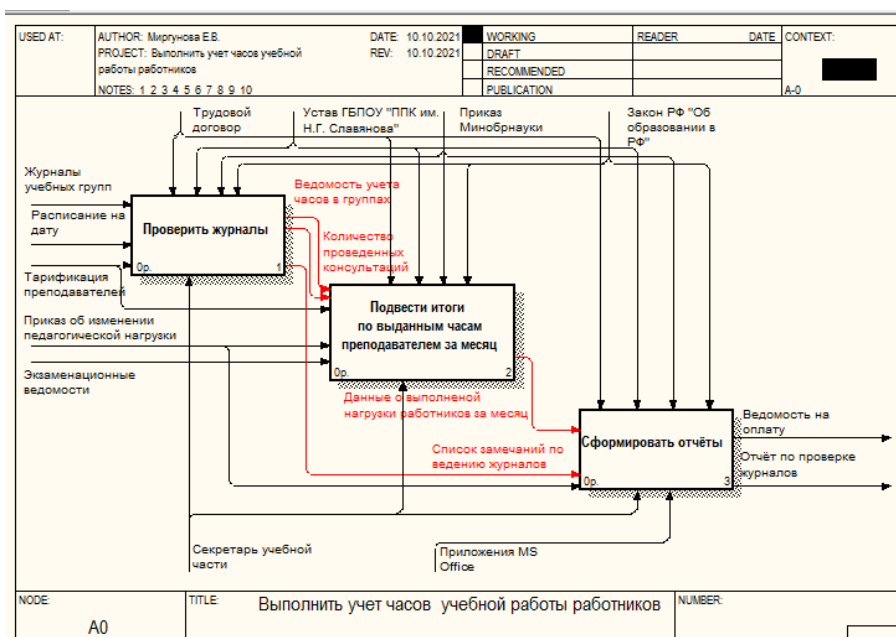 USED AT:
AUTHOR: Миргунова Е.В.
DATE: 10.10.2021
WORKING
READER
DATE
CONTEXT:
PROJECT: Выполнить учет часов учебной
работы работников
REV: 10.10.2021
DRAFT
RECOMMENDED
NOTES: 1 2 3 4 5 6 7 8 9 10
PUBLICATION
A-0
Трудовой
договор
Устав ГБПОУ "ППК им.
Н.Г. Славянова"
Приказ
Минобрнауки
Закон РФ "Об
образовании в
РФ"
Журналы
учебных групп
Расписание на
дату
Тарификация
преподавателей
Приказ об изменении
педагогической нагрузки
Экзаменационные
ведомости
Проверить журналы
0р.
1
Ведомость учета
часов в группах
Количество
проведенных
консультаций
Подвести итоги
по выданным часам
преподавателем за месяц
0р.
2
Данные о выполненой
нагрузки работников за месяц
Список замечаний по
ведению журналов
Сформировать отчёты
0р.
3
Ведомость на
оплату
Отчёт по проверке
журналов
Секретарь учебной
части
Приложения MS
Office
NODE:
A0
TITLE:
Выполнить учет часов учебной работы работников
NUMBER: